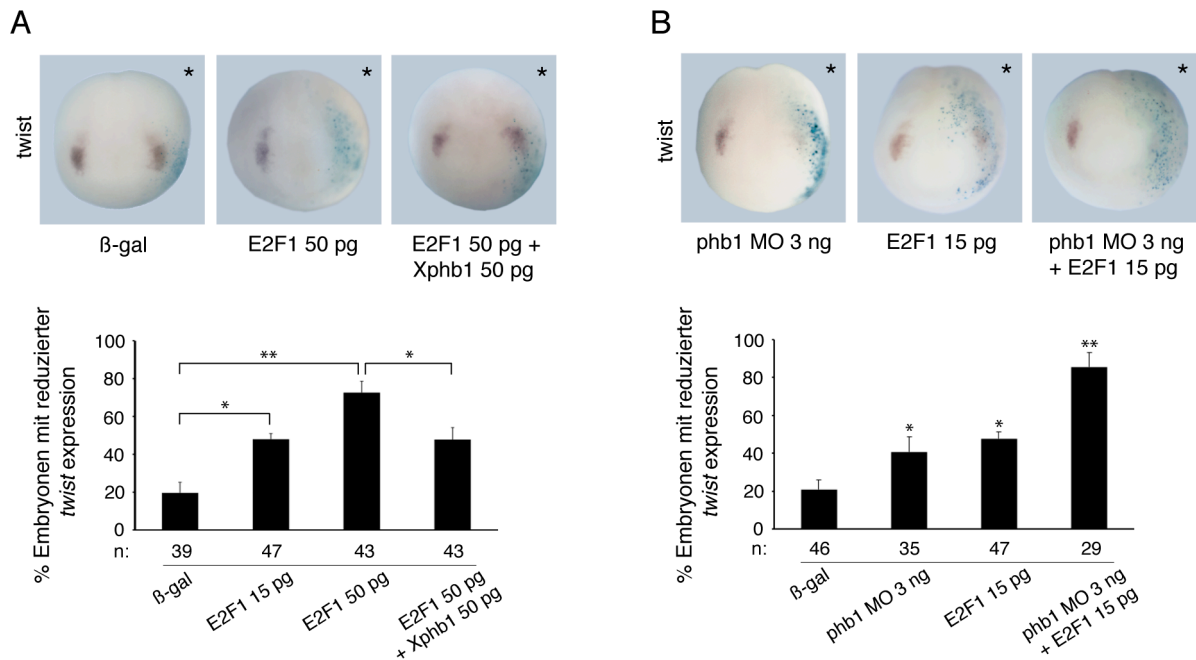 A
*
*
*
twist
ß-gal
E2F1 50 pg
E2F1 50 pg +
Xphb1 50 pg
% Embryonen mit reduzierter
twist expression
100
80
60
40
20
0
**
*
*
n:
39
47
43
43
ß-gal
E2F1 15 pg
E2F1 50 pg
E2F1 50 pg
+ Xphb1 50 pg
B
*
*
*
twist
phb1 MO 3 ng
E2F1 15 pg
phb1 MO 3 ng
+ E2F1 15 pg
% Embryonen mit reduzierter
twist expression
100
80
60
40
20
0
*
*
**
n:
46
35
47
29
ß-gal
phb1 MO 3 ng
E2F1 15 pg
phb1 MO 3 ng
+ E2F1 15 pg